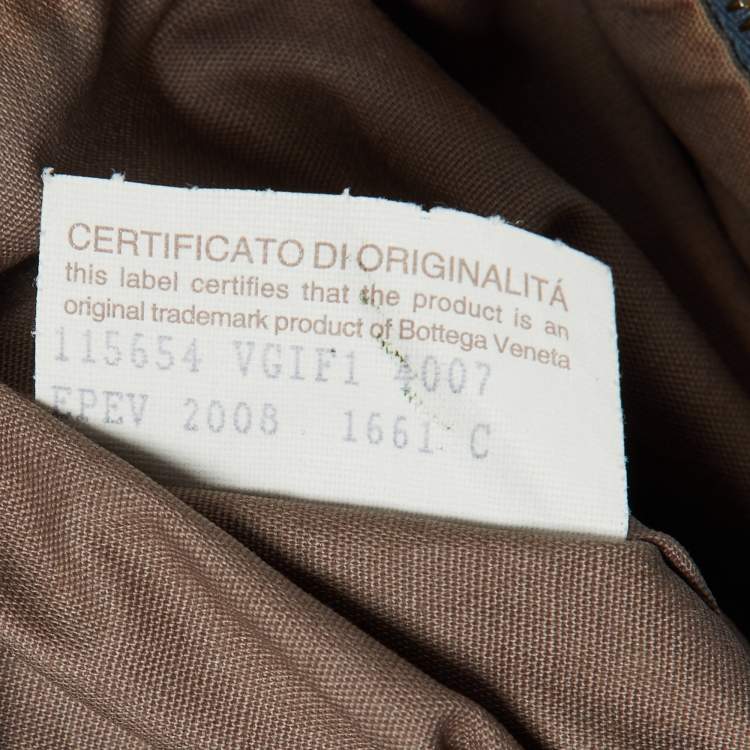 CERTIFICATO DI ORIGINALITÁ
this label certifies that the product is an
original trademark product of Bottega Veneta
115654 VGIF1 4007
EPEV 2008 1661 C